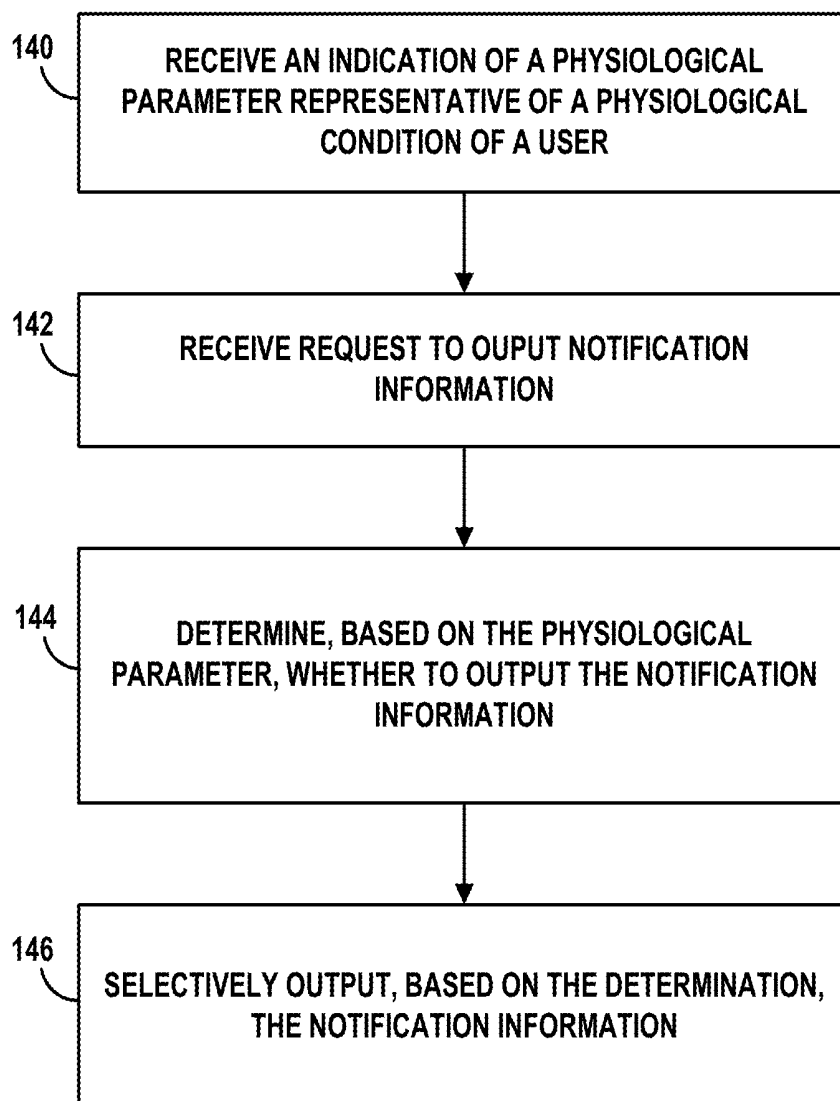 140
RECEIVE AN INDICATION OF A PHYSIOLOGICAL
PARAMETER REPRESENTATIVE OF A PHYSIOLOGICAL
CONDITION OF A USER
142
RECEIVE REQUEST TO OUPUT NOTIFICATION
INFORMATION
144
DETERMINE, BASED ON THE PHYSIOLOGICAL
PARAMETER, WHETHER TO OUTPUT THE NOTIFICATION
INFORMATION
146
SELECTIVELY OUTPUT, BASED ON THE DETERMINATION,
THE NOTIFICATION INFORMATION